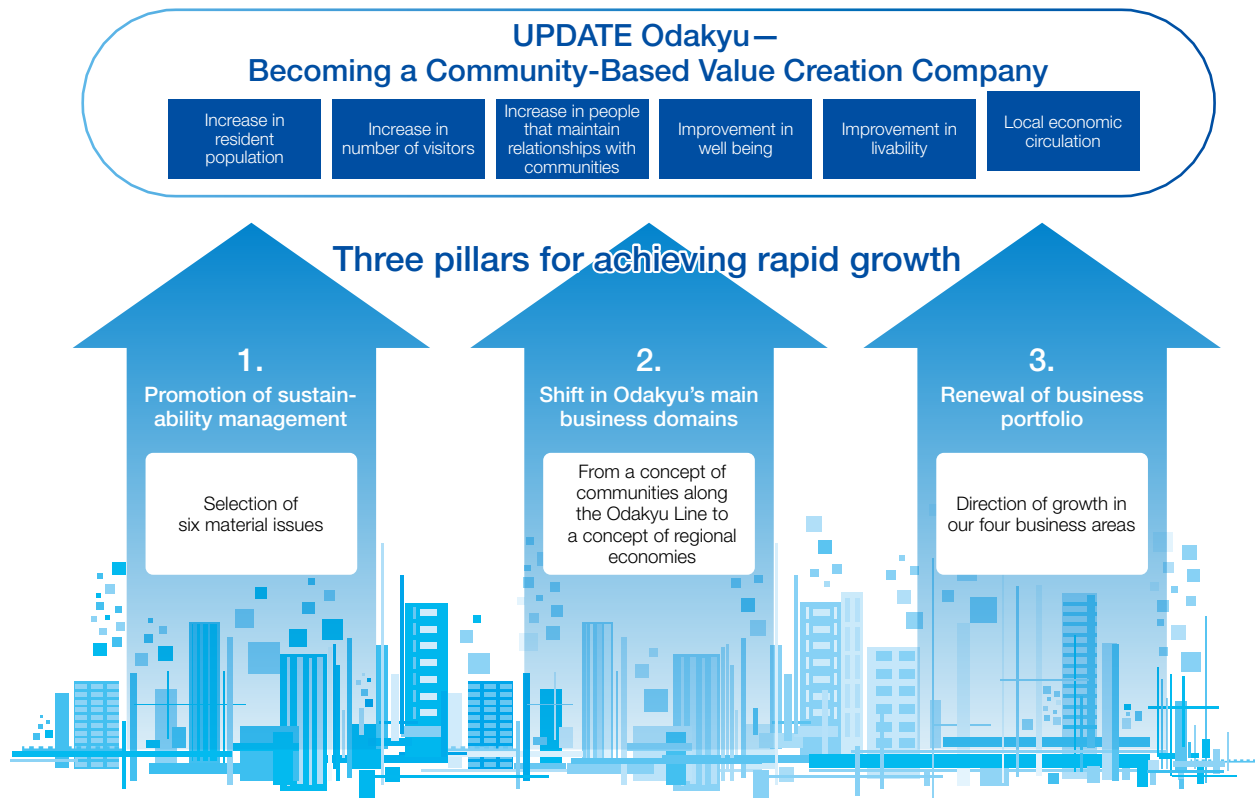 UPDATE Odakyu—
Becoming a Community-Based Value Creation Company
Increase in
resident
population
Increase in
number of visitors
Increase in people
that maintain
relationships with
communities
Improvement in
well being
Improvement in
livability
Local economic
circulation
Three pillars for achieving rapid growth
1.
Promotion of sustain-
ability management
Selection of
six material issues
2.
Shift in Odakyu's main
business domains
From a concept of
communities along
the Odakyu Line to
a concept of regional
economies
3.
Renewal of business
portfolio
Direction of growth in
our four business areas